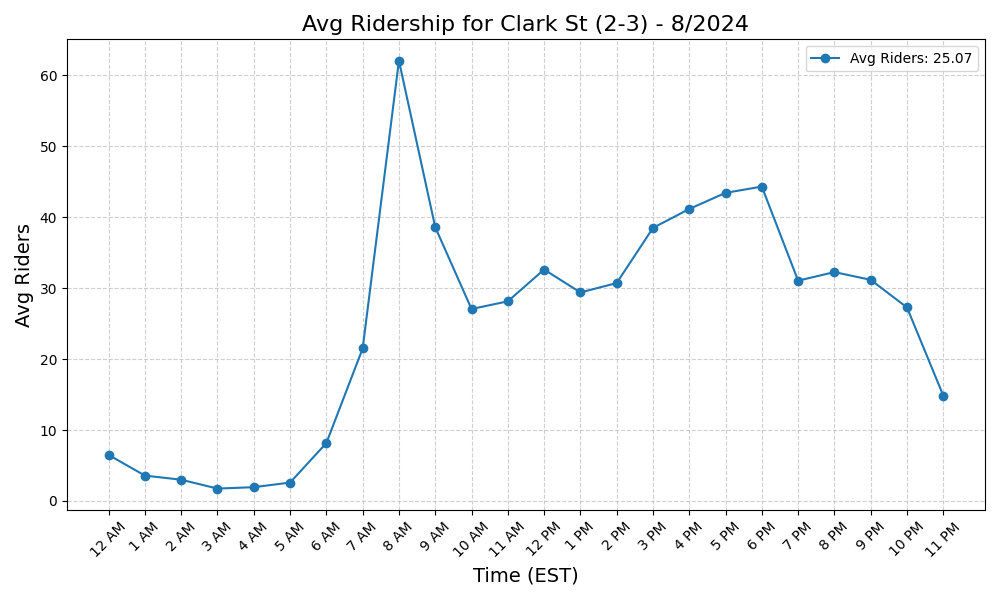 Avg Ridership for Clark St (2-3) - 8/2024
Avg Riders: 25.07
Avg Riders
60
50
40
30
20
10
0
12 AM
1 AM
2 AM
3 AM
4 AM
5 AM
6 AM
7 AM
8 AM
9 AM
10 AM
11 AM
12 PM
1 PM
2 PM
3 PM
4 PM
5 PM
6 PM
7 PM
8 PM
9 PM
10 PM
11 PM
Time (EST)